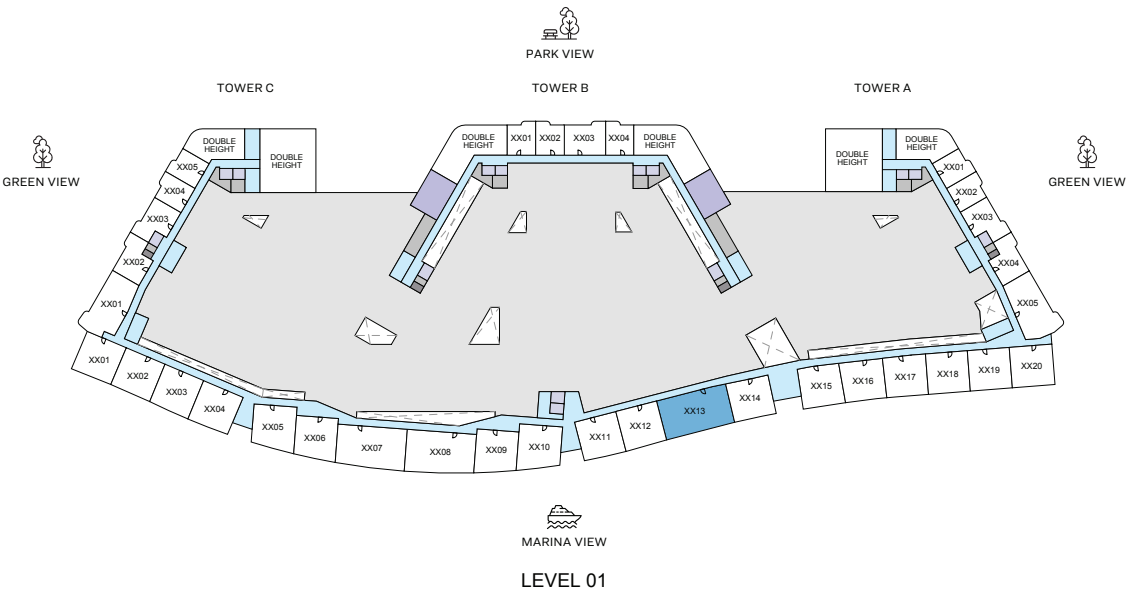 PARK VIEW
TOWER C
TOWER B
TOWER A
GREEN VIEW
GREEN VIEW
DOUBLE
HEIGHT
DOUBLE
HEIGHT
XX05
XX04
XX03
XX02
XX01
DOUBLE
HEIGHT
XX01
XX02
XX03
XX04
DOUBLE
HEIGHT
DOUBLE
HEIGHT
DOUBLE
HEIGHT
XX01
XX02
XX03
XX04
XX05
XX01
XX02
XX03
XX04
XX05
XX06
XX07
XX08
XX09
XX10
XX11
XX12
XX13
XX14
XX15
XX16
XX17
XX18
XX19
XX20
MARINA VIEW
LEVEL 01